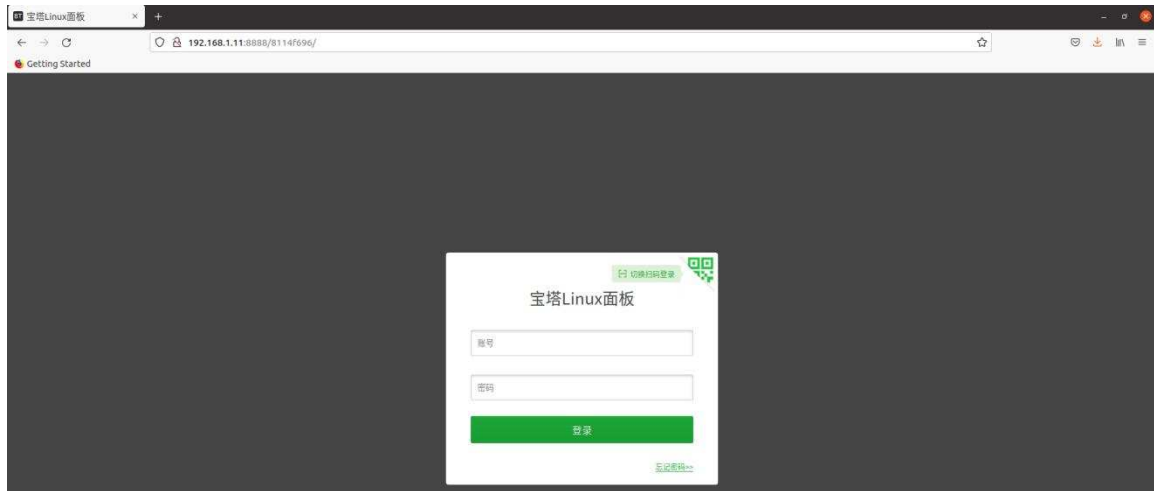 BT 宝塔Linux面板
Getting Started
192.168.1.11:8888/8114f696/
切换扫码登录
宝塔Linux面板
账号
密码
登录
忘记密码>>